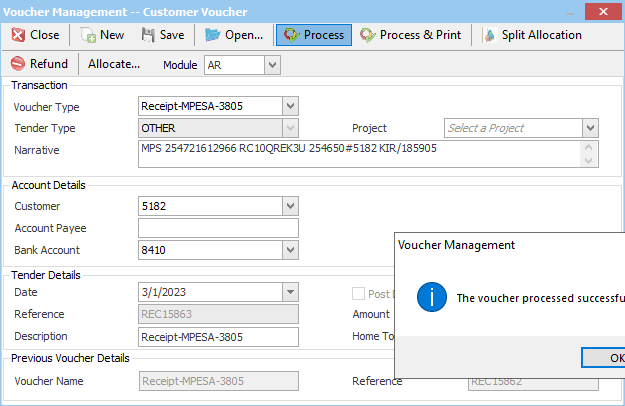 Voucher Management -- Customer Voucher
Close New Save Open... Process Process & Print Split Allocation
Refund Allocate... Module AR
Transaction
Voucher Type Receipt-MPESA-3805
Tender Type OTHER Project Select a Project
Narrative MPS 254721612966 RC10QREK3U 254650#5182 KIR/185905
Account Details
Customer 5182
Account Payee
Bank Account 8410
Voucher Management
The voucher processed successfu
OK
Tender Details
Date 3/1/2023 Post
Reference REC15863 Amount
Description Receipt-MPESA-3805 Home To
Previous Voucher Details
Voucher Name Receipt-MPESA-3805 Reference REC15862